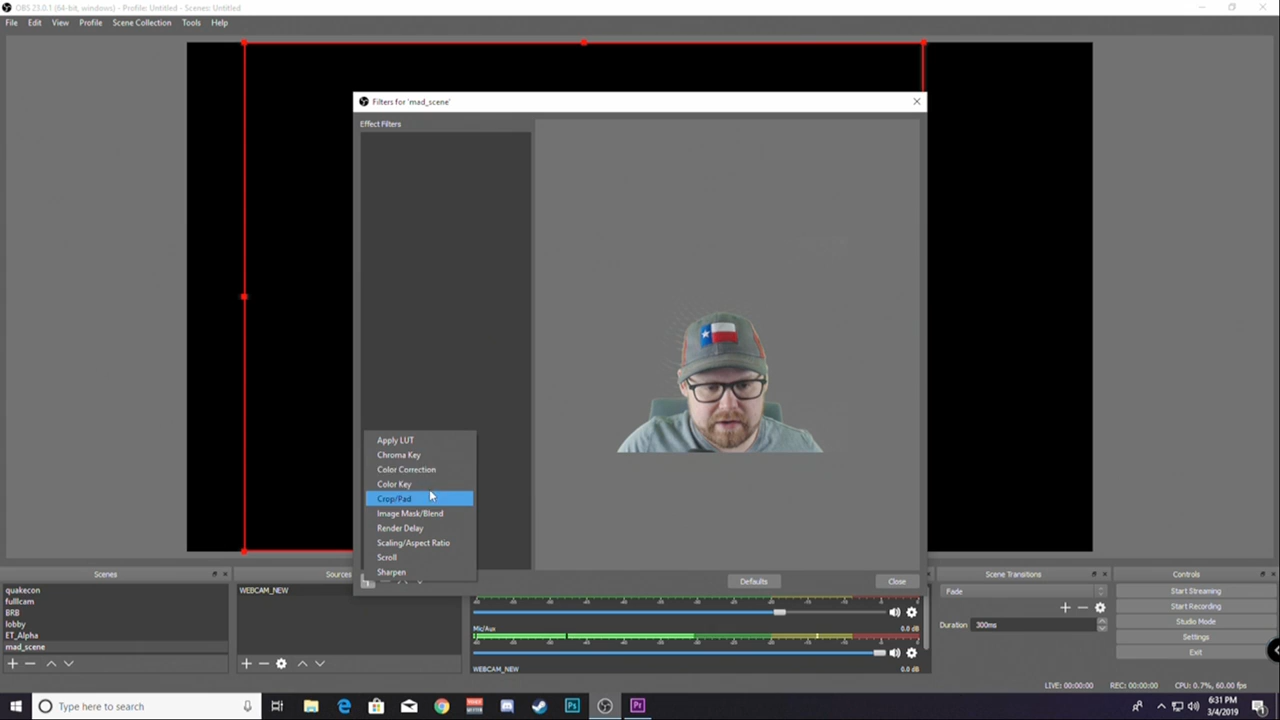 OBS 23.0.1 (64-bit, windows) - Profile: Untitled - Scenes: Untitled
File Edit View Profile Scene Collection Tools Help
Filters for 'mad_scene'
Effect Filters
Apply LUT
Chroma Key
Color Correction
Color Key
Crop/Pad
Image Mask/Blend
Render Delay
Scaling/Aspect Ratio
Scroll
Sharpen
Defaults
Close
Scenes
quakecon
fulllcam
BRB
lobby
ET_Alpha
mad_scene
Sources
WEBCAM_NEW
Mic/Aux
0.0 dB
WEBCAM_NEW
0.0 dB
Scene Transitions
Fade
Duration 300ms
Controls
Start Streaming
Start Recording
Studio Mode
Settings
Exit
LIVE: 00:00:00 REC: 00:00:00 CPU: 0.7%, 60.00 fps
Type here to search
Ps
Pr
6:31 PM
3/4/2019